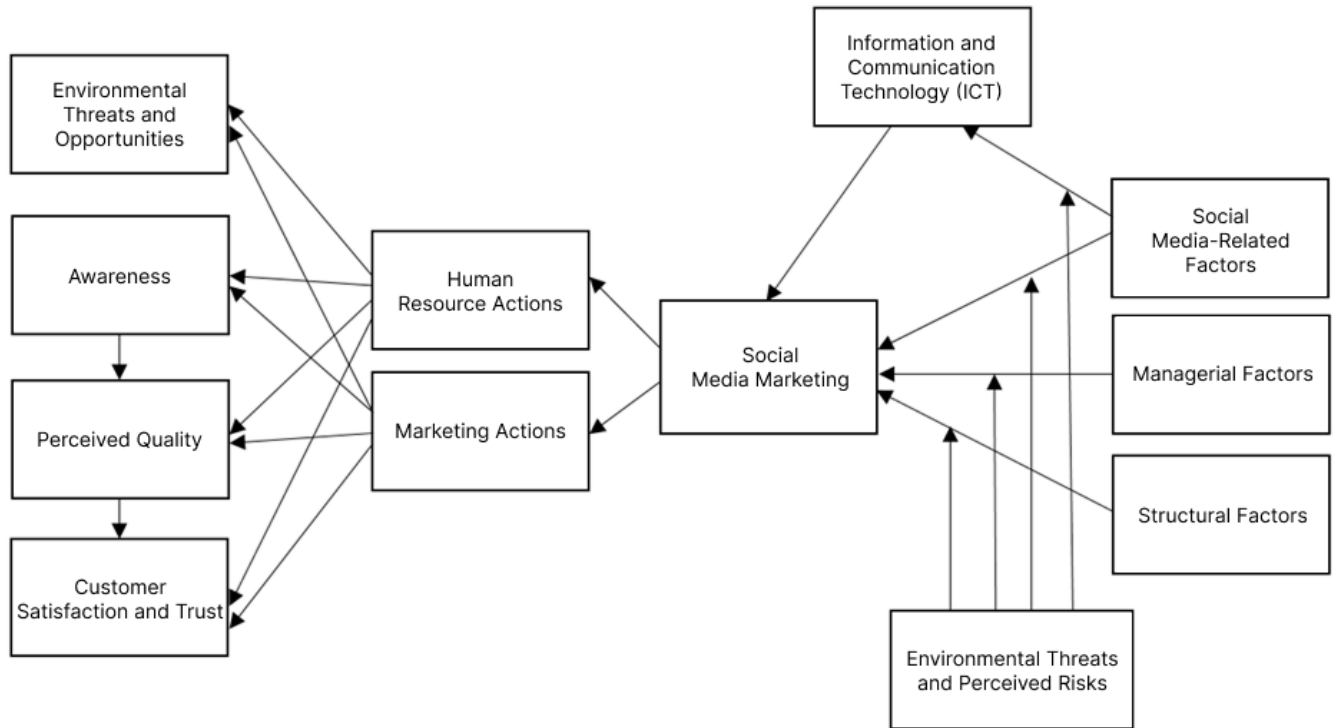 Environmental
Threats and
Opportunities
Awareness
Perceived Quality
Customer
Satisfaction and Trust
Human
Resource Actions
Marketing Actions
Social
Media Marketing
Information and
Communication
Technology (ICT)
Social
Media-Related
Factors
Managerial Factors
Structural Factors
Environmental Threats
and Perceived Risks